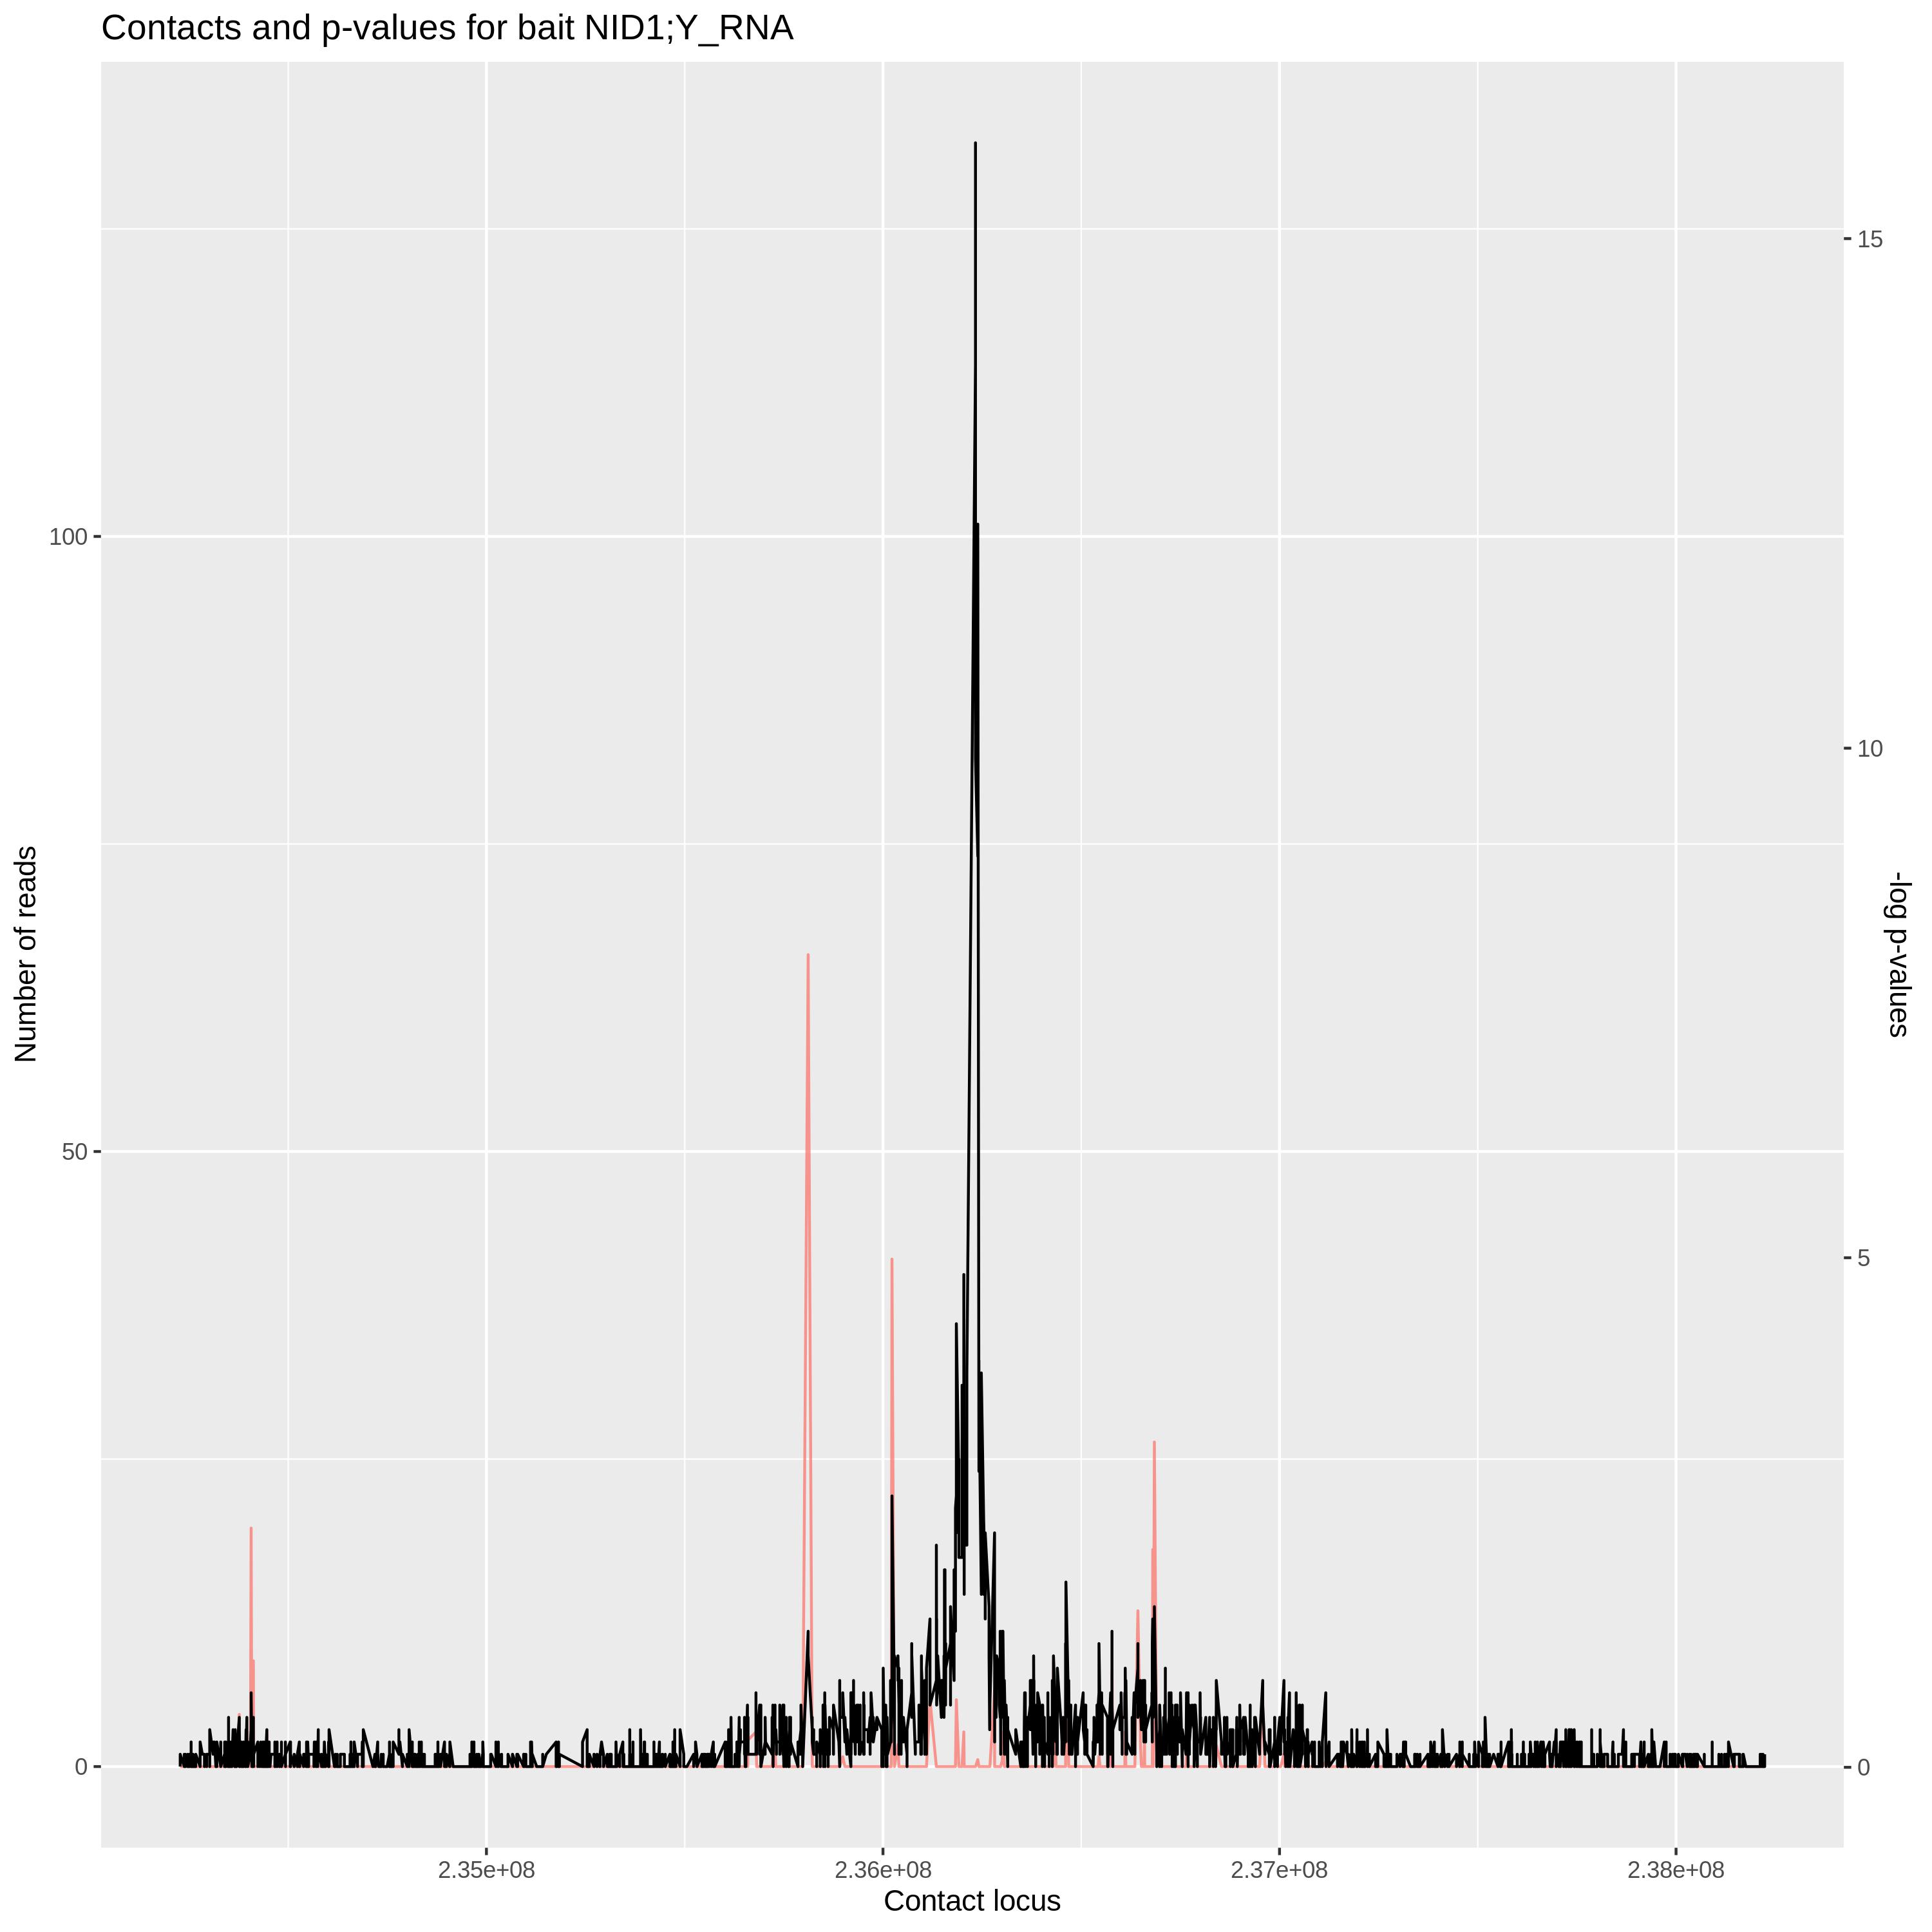 Contacts and p-values for bait NID1;Y_RNA
Number of reads
100
50
0
15
10
5
0
-log p-values
2.35e+08 2.36e+08 2.37e+08 2.38e+08
Contact locus